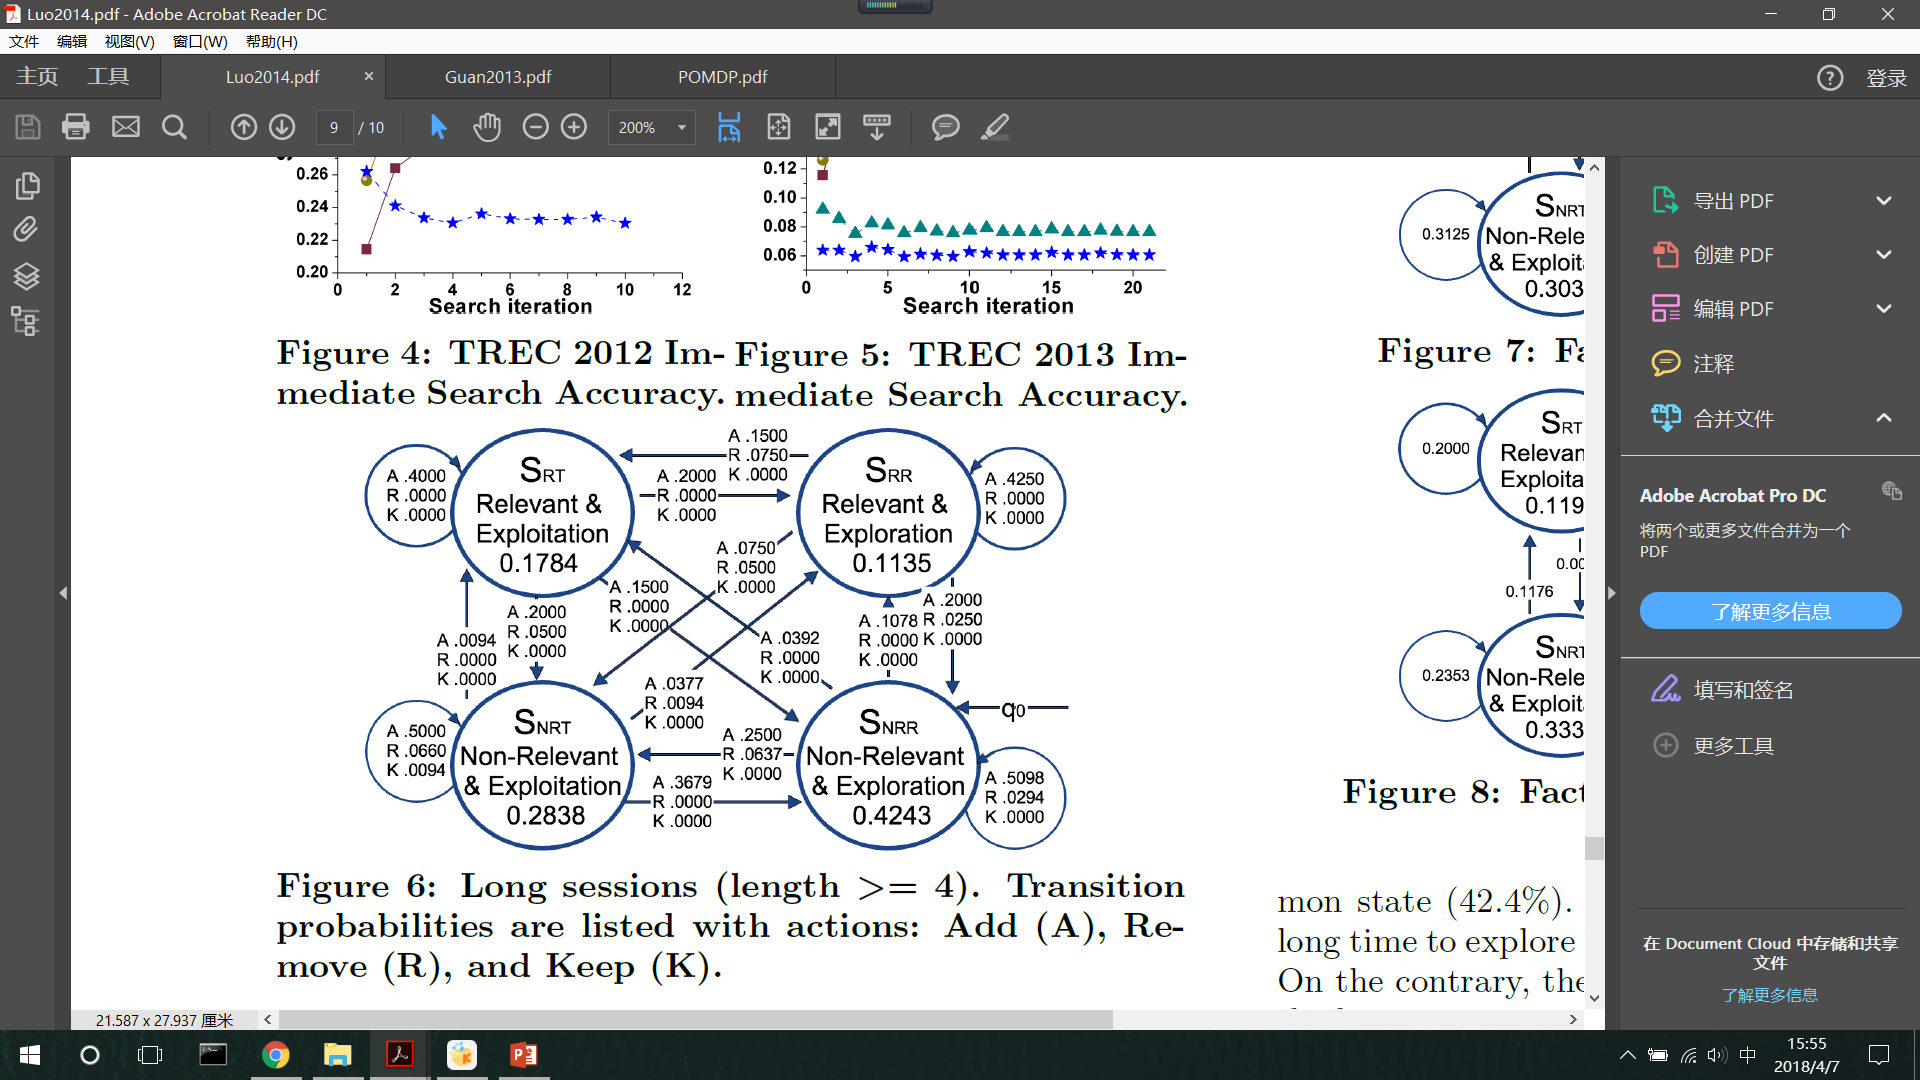 Luo2014.pdf - Adobe Acrobat Reader DC
文件 编辑 视图(V) 窗口(W) 帮助(H)
主页 工具 Luo2014.pdf × Guan2013.pdf POMDP.pdf 登录
9 / 10 200%
0.26
0.24
0.22
0.20
0 2 4 6 8 10 12
Search iteration
0.12
0.10
0.08
0.06
0 5 10 15 20
Search iteration
Figure 4: TREC 2012 Im-
mediate Search Accuracy.
Figure 5: TREC 2013 Im-
mediate Search Accuracy.
A .4000
R .0000
K .0000
SRT
Relevant &
Exploitation
0.1784
A .1500
R .0750
K .0000
A .2000
R .0000
K .0000
SRR
Relevant &
Exploration
0.1135
A .4250
R .0000
K .0000
A .0750
R .0500
K .0000
A .1500
R .0000
K .0000
A .2000
R .0500
K .0000
A .0094
R .0000
K .0000
A .0392
R .0000
K .0000
A .1078
R .0000
K .0000
A .2000
R .0250
K .0000
A .0377
R .0094
K .0000
q0
A .5000
R .0660
K .0094
SNRT
Non-Relevant
& Exploitation
0.2838
A .2500
R .0637
K .0000
A .3679
R .0000
K .0000
SNRR
Non-Relevant
& Exploration
0.4243
A .5098
R .0294
K .0000
Figure 6: Long sessions (length >= 4). Transition
probabilities are listed with actions: Add (A), Re-
move (R), and Keep (K).
0.3125
SNRT
Non-Rele
& Exploita
0.303
Figure 7: Fa
0.2000
SRT
Relevan
Exploita
0.119
0.1176
0.00
0.2353
SNRT
Non-Rele
& Exploit
0.333
Figure 8: Fact
mon state (42.4%).
long time to explore
On the contrary, the
21.587 x 27.937 厘米
导出 PDF
创建 PDF
编辑 PDF
注释
合并文件
Adobe Acrobat Pro DC
将两个或更多文件合并为一个
PDF
了解更多信息
填写和签名
更多工具
在 Document Cloud 中存储和共享
文件
了解更多信息
中
15:55
2018/4/7